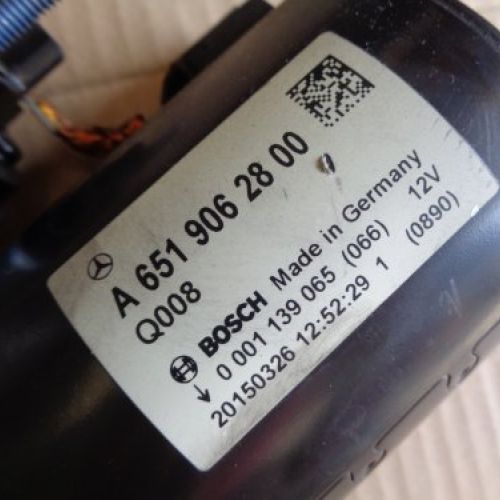 A 651 906 28 00
Q008
BOSCH Made in Germany
0 001 139 065 (066) 12V
20150326 12:52:29 1 (0890)